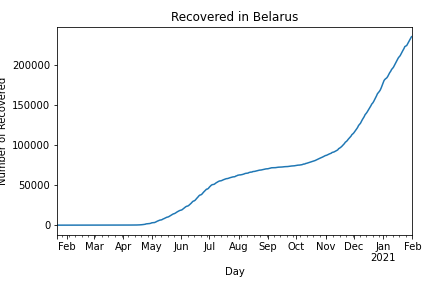 Recovered in Belarus
Number of Recovered
200000
150000
100000
50000
0
Feb Mar Apr May Jun Jul Aug Sep Oct Nov Dec Jan Feb
2021
Day